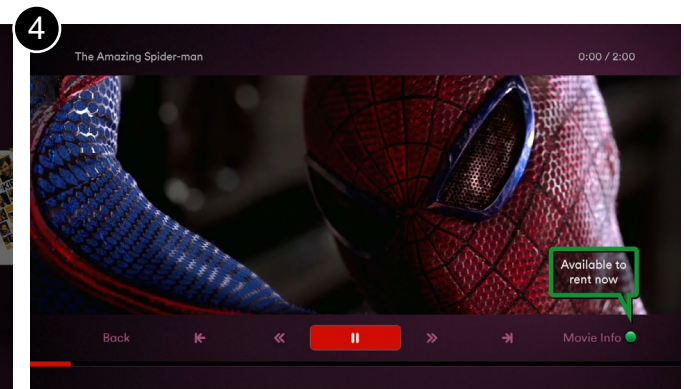 4
The Amazing Spider-man
0:00 / 2:00
Available to
rent now
Back
Movie Info